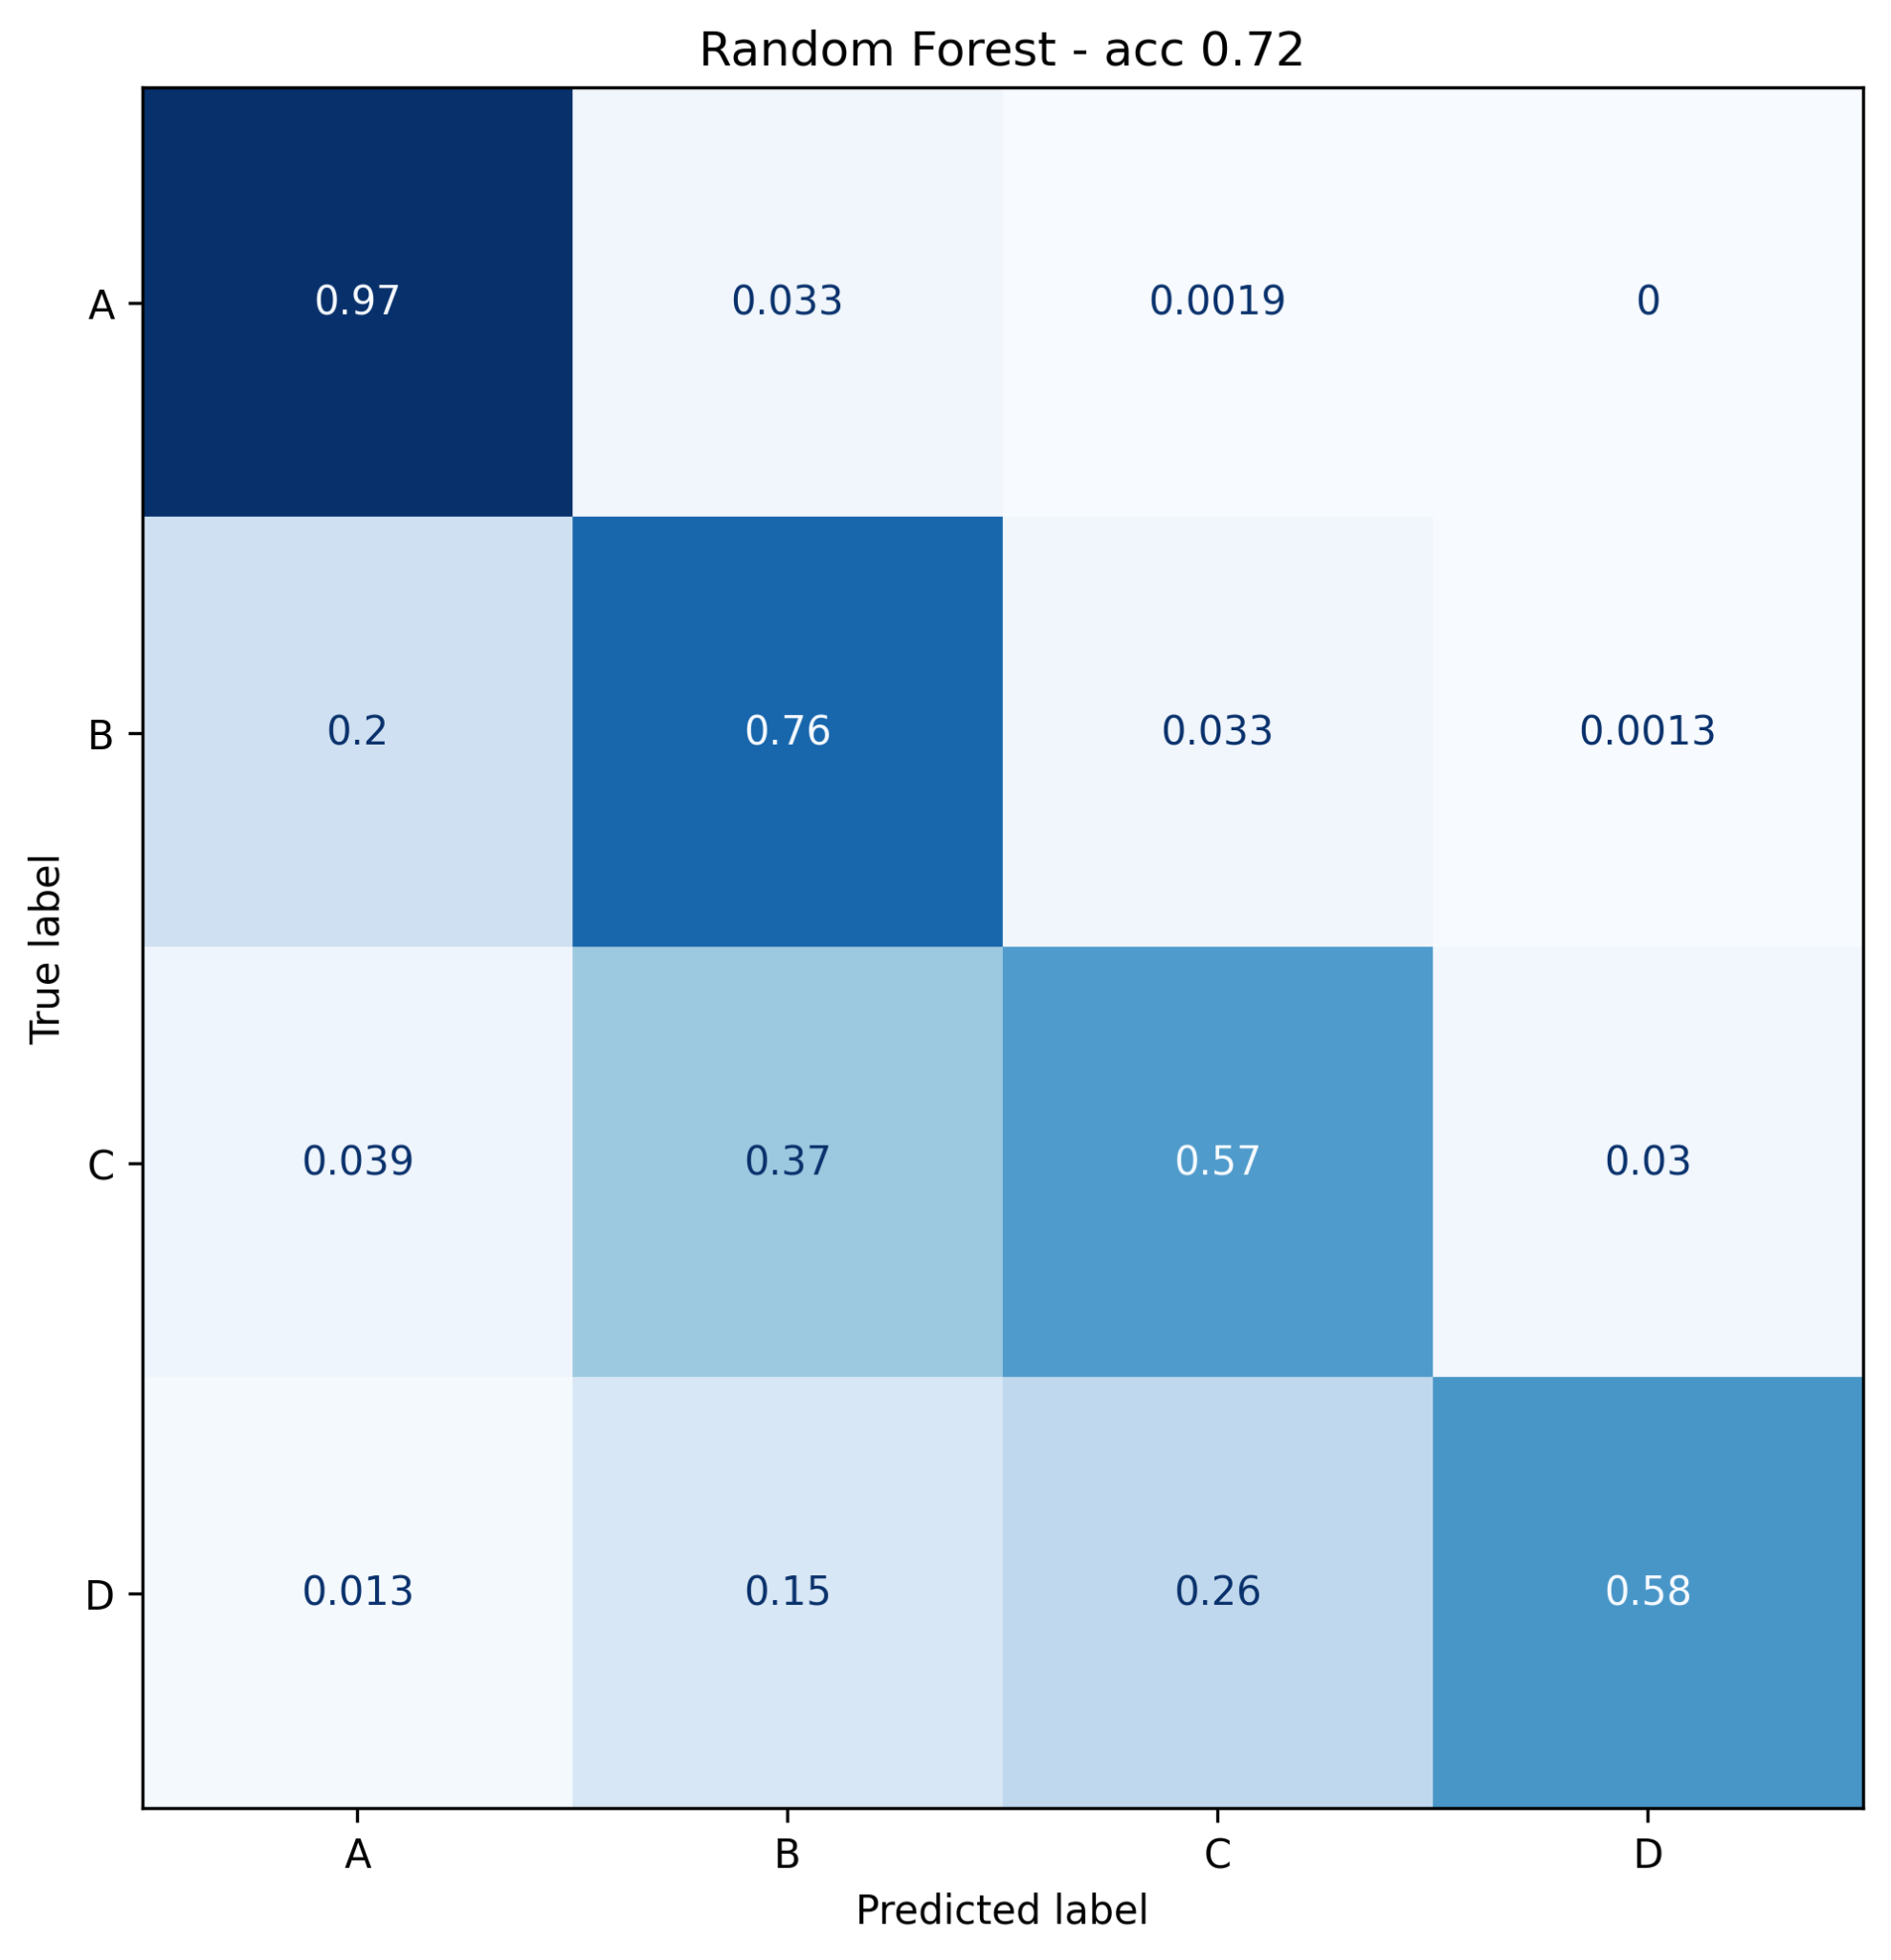 Random Forest - acc 0.72
A 0.97 0.033 0.0019 0
B 0.2 0.76 0.033 0.0013
C 0.039 0.37 0.57 0.03
D 0.013 0.15 0.26 0.58
A B C D
Predicted label
True label